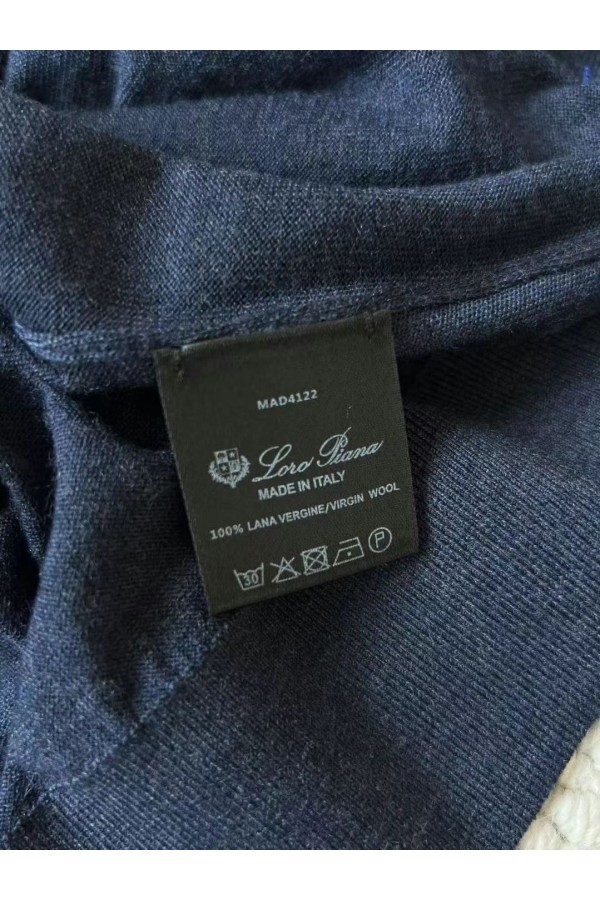 MAD4122
Loro Piana
MADE IN ITALY
100% LANA VERGINE/VIRGIN WOOL
30 P